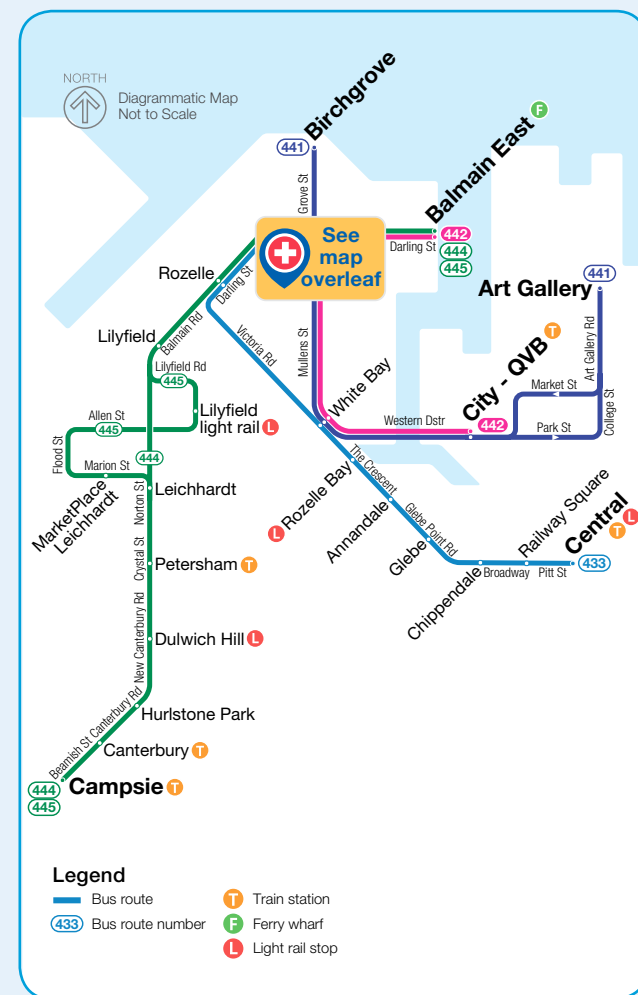 NORTH
Diagrammatic Map
Not to Scale
Birchgrove
441
Grove St
Balmain East F
442
444
445
Darling St
See
map
overleaf
Rozelle
Darling St
Art Gallery
441
Art Gallery Rd
Lilyfield
Balmain Rd
Victoria Rd
Mullens St
City - QVB T
Lilyfield Rd
445
White Bay
Market St
College St
Allen St
445
Lilyfield
light rail L
Western Dstr
442
Park St
Flood St
444
Marion St
MarketPlace
Leichhardt
Norton St
Leichhardt
L Rozelle Bay
The Crescent
Annandale
Glebe Point Rd
Glebe
Railway Square
Central T L
433
Chippendale
Broadway
Pitt St
Crystal St
Petersham T
New Canterbury Rd
Dulwich Hill L
Hurlstone Park
Canterbury Rd
Canterbury T
Beamish St
Campsie T
444
445
Legend
Bus route
433 Bus route number
T Train station
F Ferry wharf
L Light rail stop